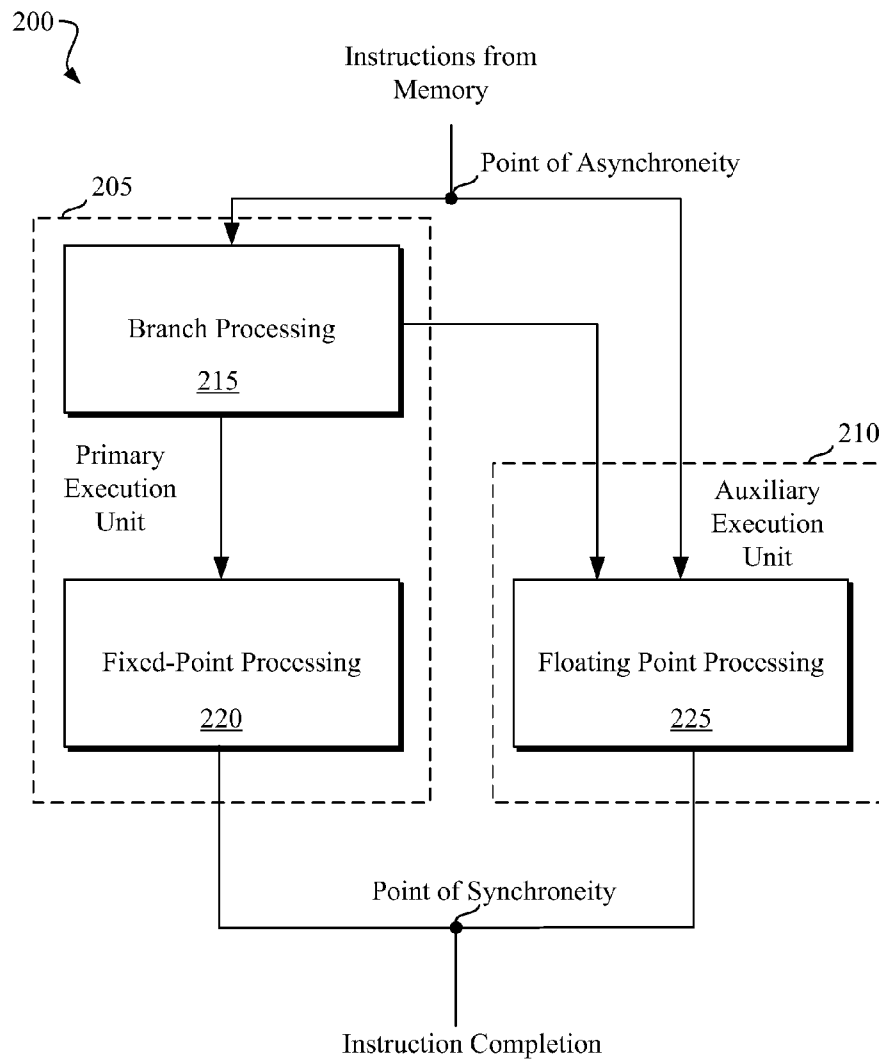 200
Instructions from
Memory
Point of Asynchroneity
205
Branch Processing
215
210
Primary
Execution
Unit
Auxiliary
Execution
Unit
Fixed-Point Processing
220
Floating Point Processing
225
Point of Synchroneity
Instruction Completion